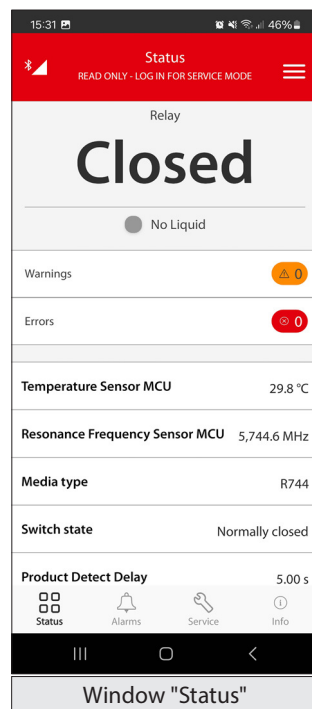 15:31 46%
Status
READ ONLY - LOG IN FOR SERVICE MODE
Relay
Closed
No Liquid
Warnings 0
Errors 0
Temperature Sensor MCU 29.8 °C
Resonance Frequency Sensor MCU 5,744.6 MHz
Media type R744
Switch state Normally closed
Product Detect Delay 5.00 s
Status Alarms Service Info
Window "Status"